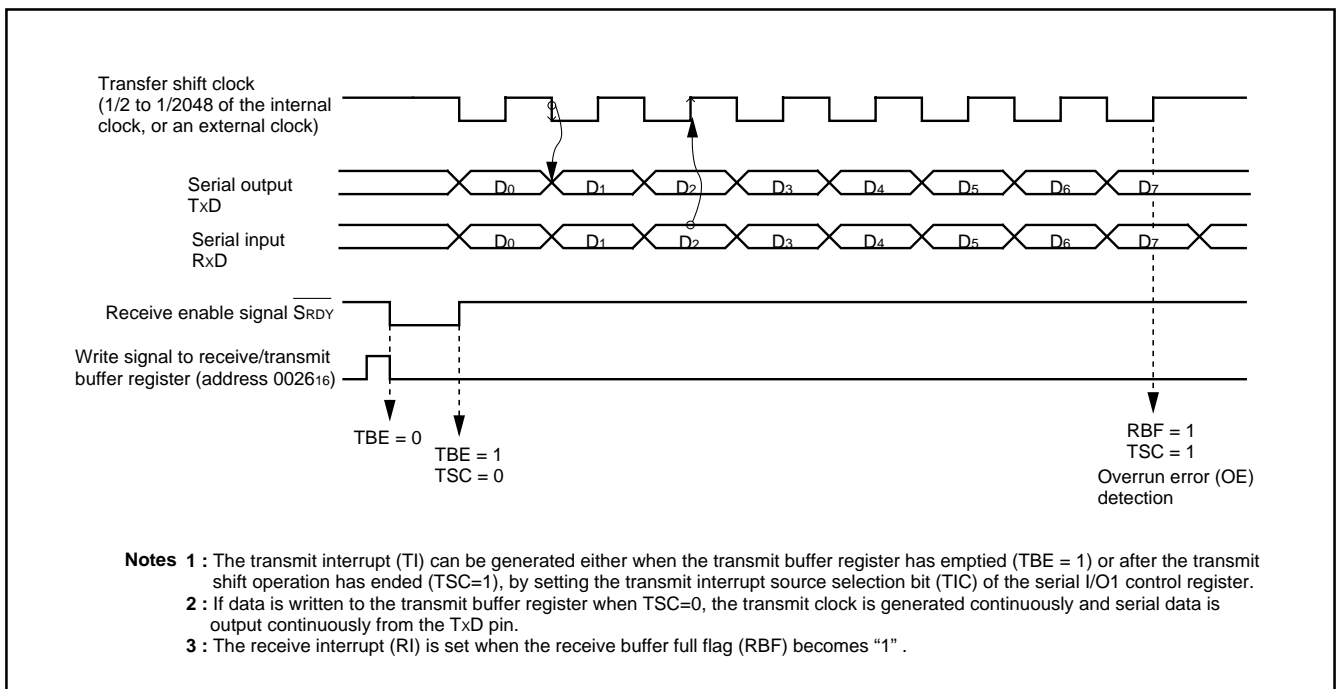 Transfer shift clock
(1/2 to 1/2048 of the internal
clock, or an external clock)
Serial output
TxD
D0 D1 D2 D3 D4 D5 D6 D7
Serial input
RxD
D0 D1 D2 D3 D4 D5 D6 D7
Receive enable signal SRDY
Write signal to receive/transmit
buffer register (address 002616)
TBE = 0
TBE = 1
TSC = 0
RBF = 1
TSC = 1
Overrun error (OE)
detection
Notes 1 : The transmit interrupt (TI) can be generated either when the transmit buffer register has emptied (TBE = 1) or after the transmit
shift operation has ended (TSC=1), by setting the transmit interrupt source selection bit (TIC) of the serial I/O1 control register.
2 : If data is written to the transmit buffer register when TSC=0, the transmit clock is generated continuously and serial data is
output continuously from the TxD pin.
3 : The receive interrupt (RI) is set when the receive buffer full flag (RBF) becomes “1” .